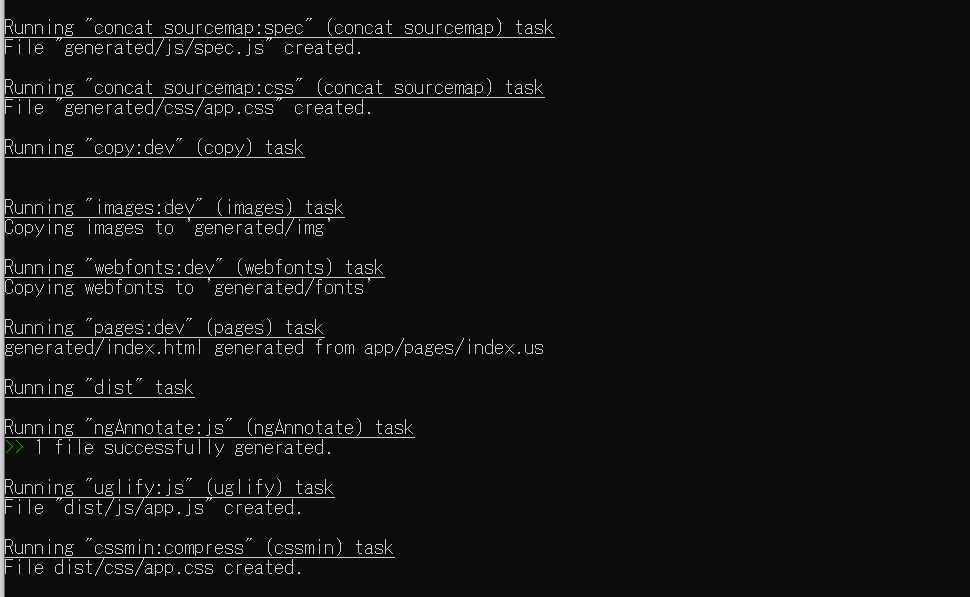 Running "concat_sourcemap:spec" (concat_sourcemap) task
File "generated/js/spec.js" created.
Running "concat_sourcemap:css" (concat_sourcemap) task
File "generated/css/app.css" created.
Running "copy:dev" (copy) task
Running "images:dev" (images) task
Copying images to 'generated/img'
Running "webfonts:dev" (webfonts) task
Copying webfonts to 'generated/fonts'
Running "pages:dev" (pages) task
generated/index.html generated from app/pages/index.us
Running "dist" task
Running "ngAnnotate:js" (ngAnnotate) task
>> 1 file successfully generated.
Running "uglify:js" (uglify) task
File "dist/js/app.js" created.
Running "cssmin:compress" (cssmin) task
File dist/css/app.css created.